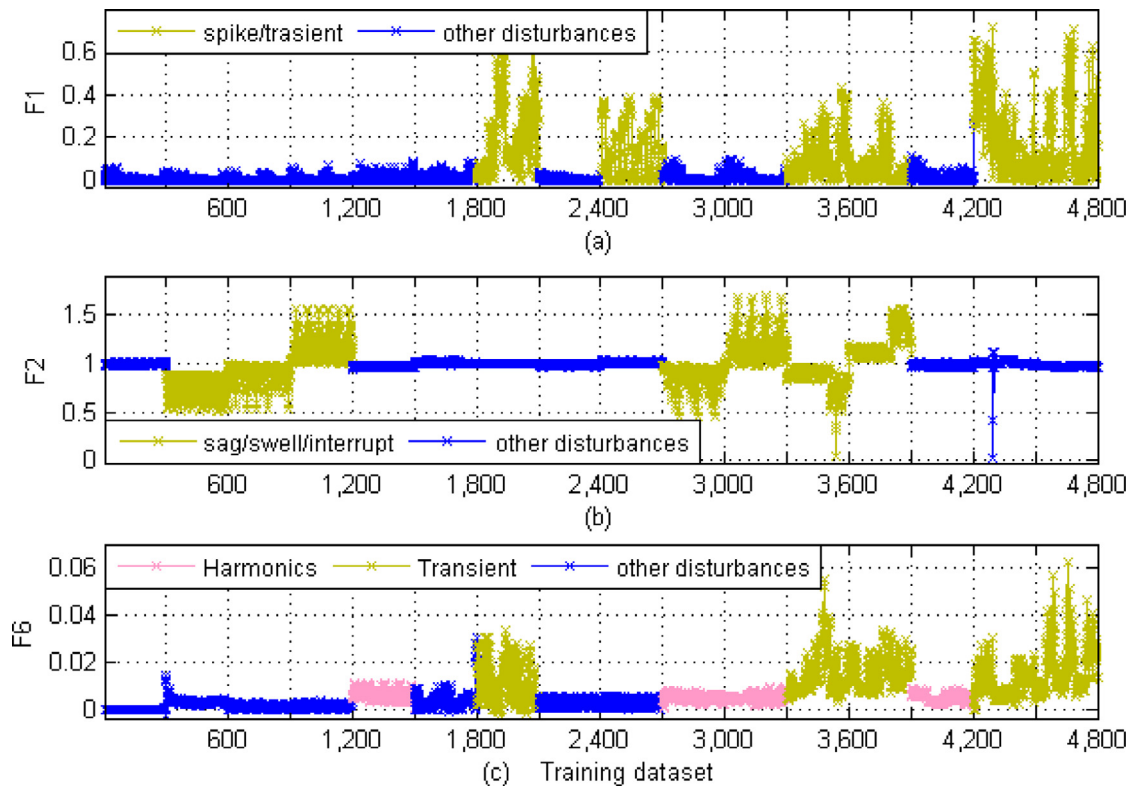 spike/trasient other disturbances
0.6
0.4
0.2
0
F1
600 1,200 1,800 2,400 3,000 3,600 4,200 4,800
(a)
1.5
1
0.5
0
F2
sag/swell/interrupt other disturbances
600 1,200 1,800 2,400 3,000 3,600 4,200 4,800
(b)
Harmonics Transient other disturbances
0.06
0.04
0.02
0
F6
600 1,200 1,800 2,400 3,000 3,600 4,200 4,800
(c) Training dataset